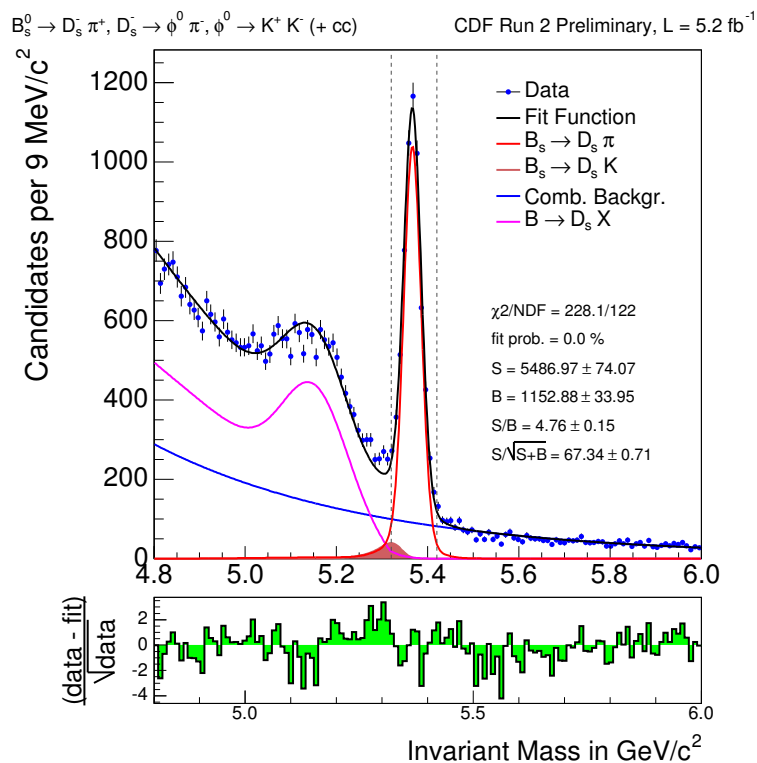 B⁰ₛ → D⁻ₛ π⁺, D⁻ₛ → ϕ⁰ π⁻, ϕ⁰ → K⁺ K⁻ (+ cc)
CDF Run 2 Preliminary, L = 5.2 fb⁻¹
Candidates per 9 MeV/c²
1200
1000
800
600
400
200
0
Data
Fit Function
Bₛ → Dₛ π
Bₛ → Dₛ K
Comb. Backgr.
B → Dₛ X
χ2/NDF = 228.1/122
fit prob. = 0.0 %
S = 5486.97 ± 74.07
B = 1152.88 ± 33.95
S/B = 4.76 ± 0.15
S/√S+B = 67.34 ± 0.71
4.8 5.0 5.2 5.4 5.6 5.8 6.0
(data - fit)
√data
2
0
-2
-4
5.0 5.5 6.0
Invariant Mass in GeV/c²